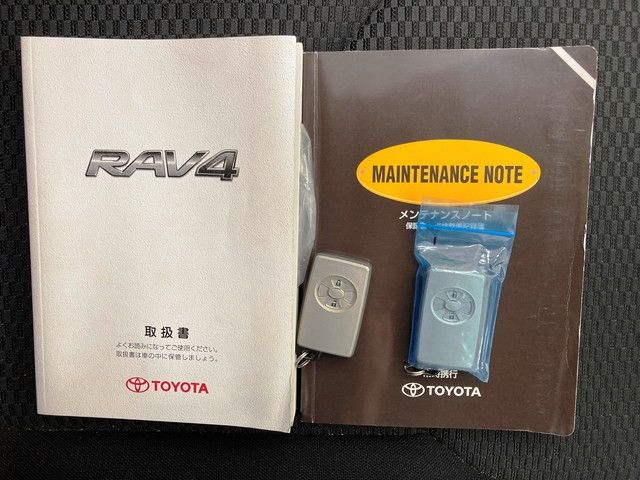 RAV4
取扱書
よくお読みになってご使用ください。
取扱書は車の中に保管しましょう。
TOYOTA
MAINTENANCE NOTE
メンテナンスノート
TOYOTA